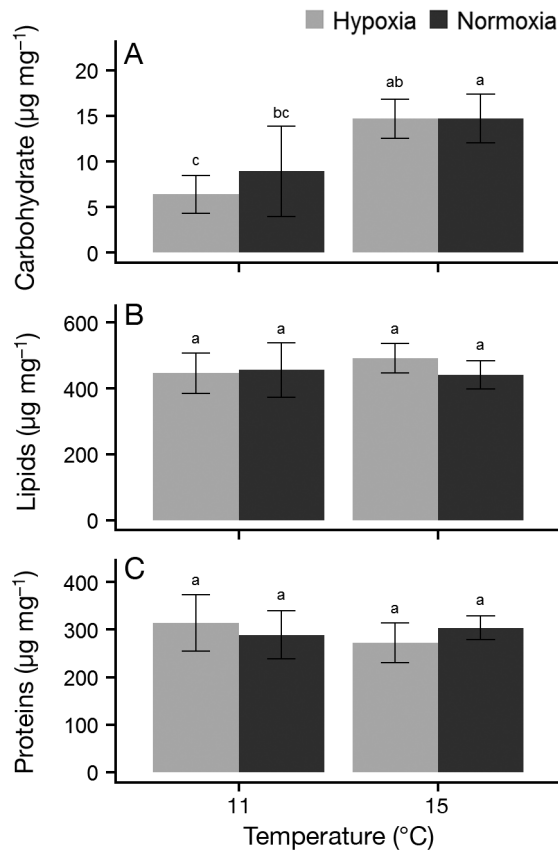 Hypoxia Normoxia
A
Carbohydrate (µg mg⁻¹)
20
15
10
5
0
c
bc
ab
a
B
Lipids (µg mg⁻¹)
600
400
200
0
a
a
a
a
C
Proteins (µg mg⁻¹)
400
300
200
100
0
a
a
a
a
11
15
Temperature (°C)